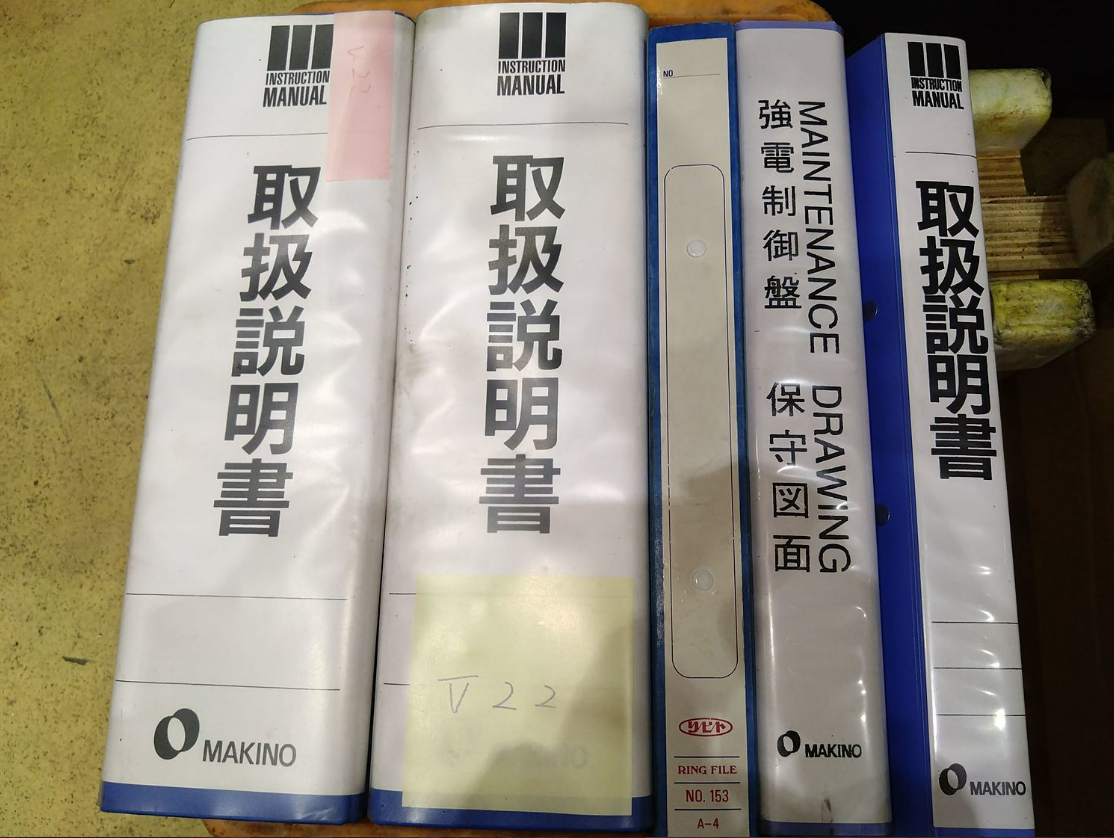 INSTRUCTION
MANUAL
V22
取扱説明書
MAKINO
INSTRUCTION
MANUAL
取扱説明書
V22
NO
リビト
RING FILE
NO. 153
A-4
MAINTENANCE DRAWING
強電制御盤 保守図面
MAKINO
INSTRUCTION
MANUAL
取扱説明書
MAKINO